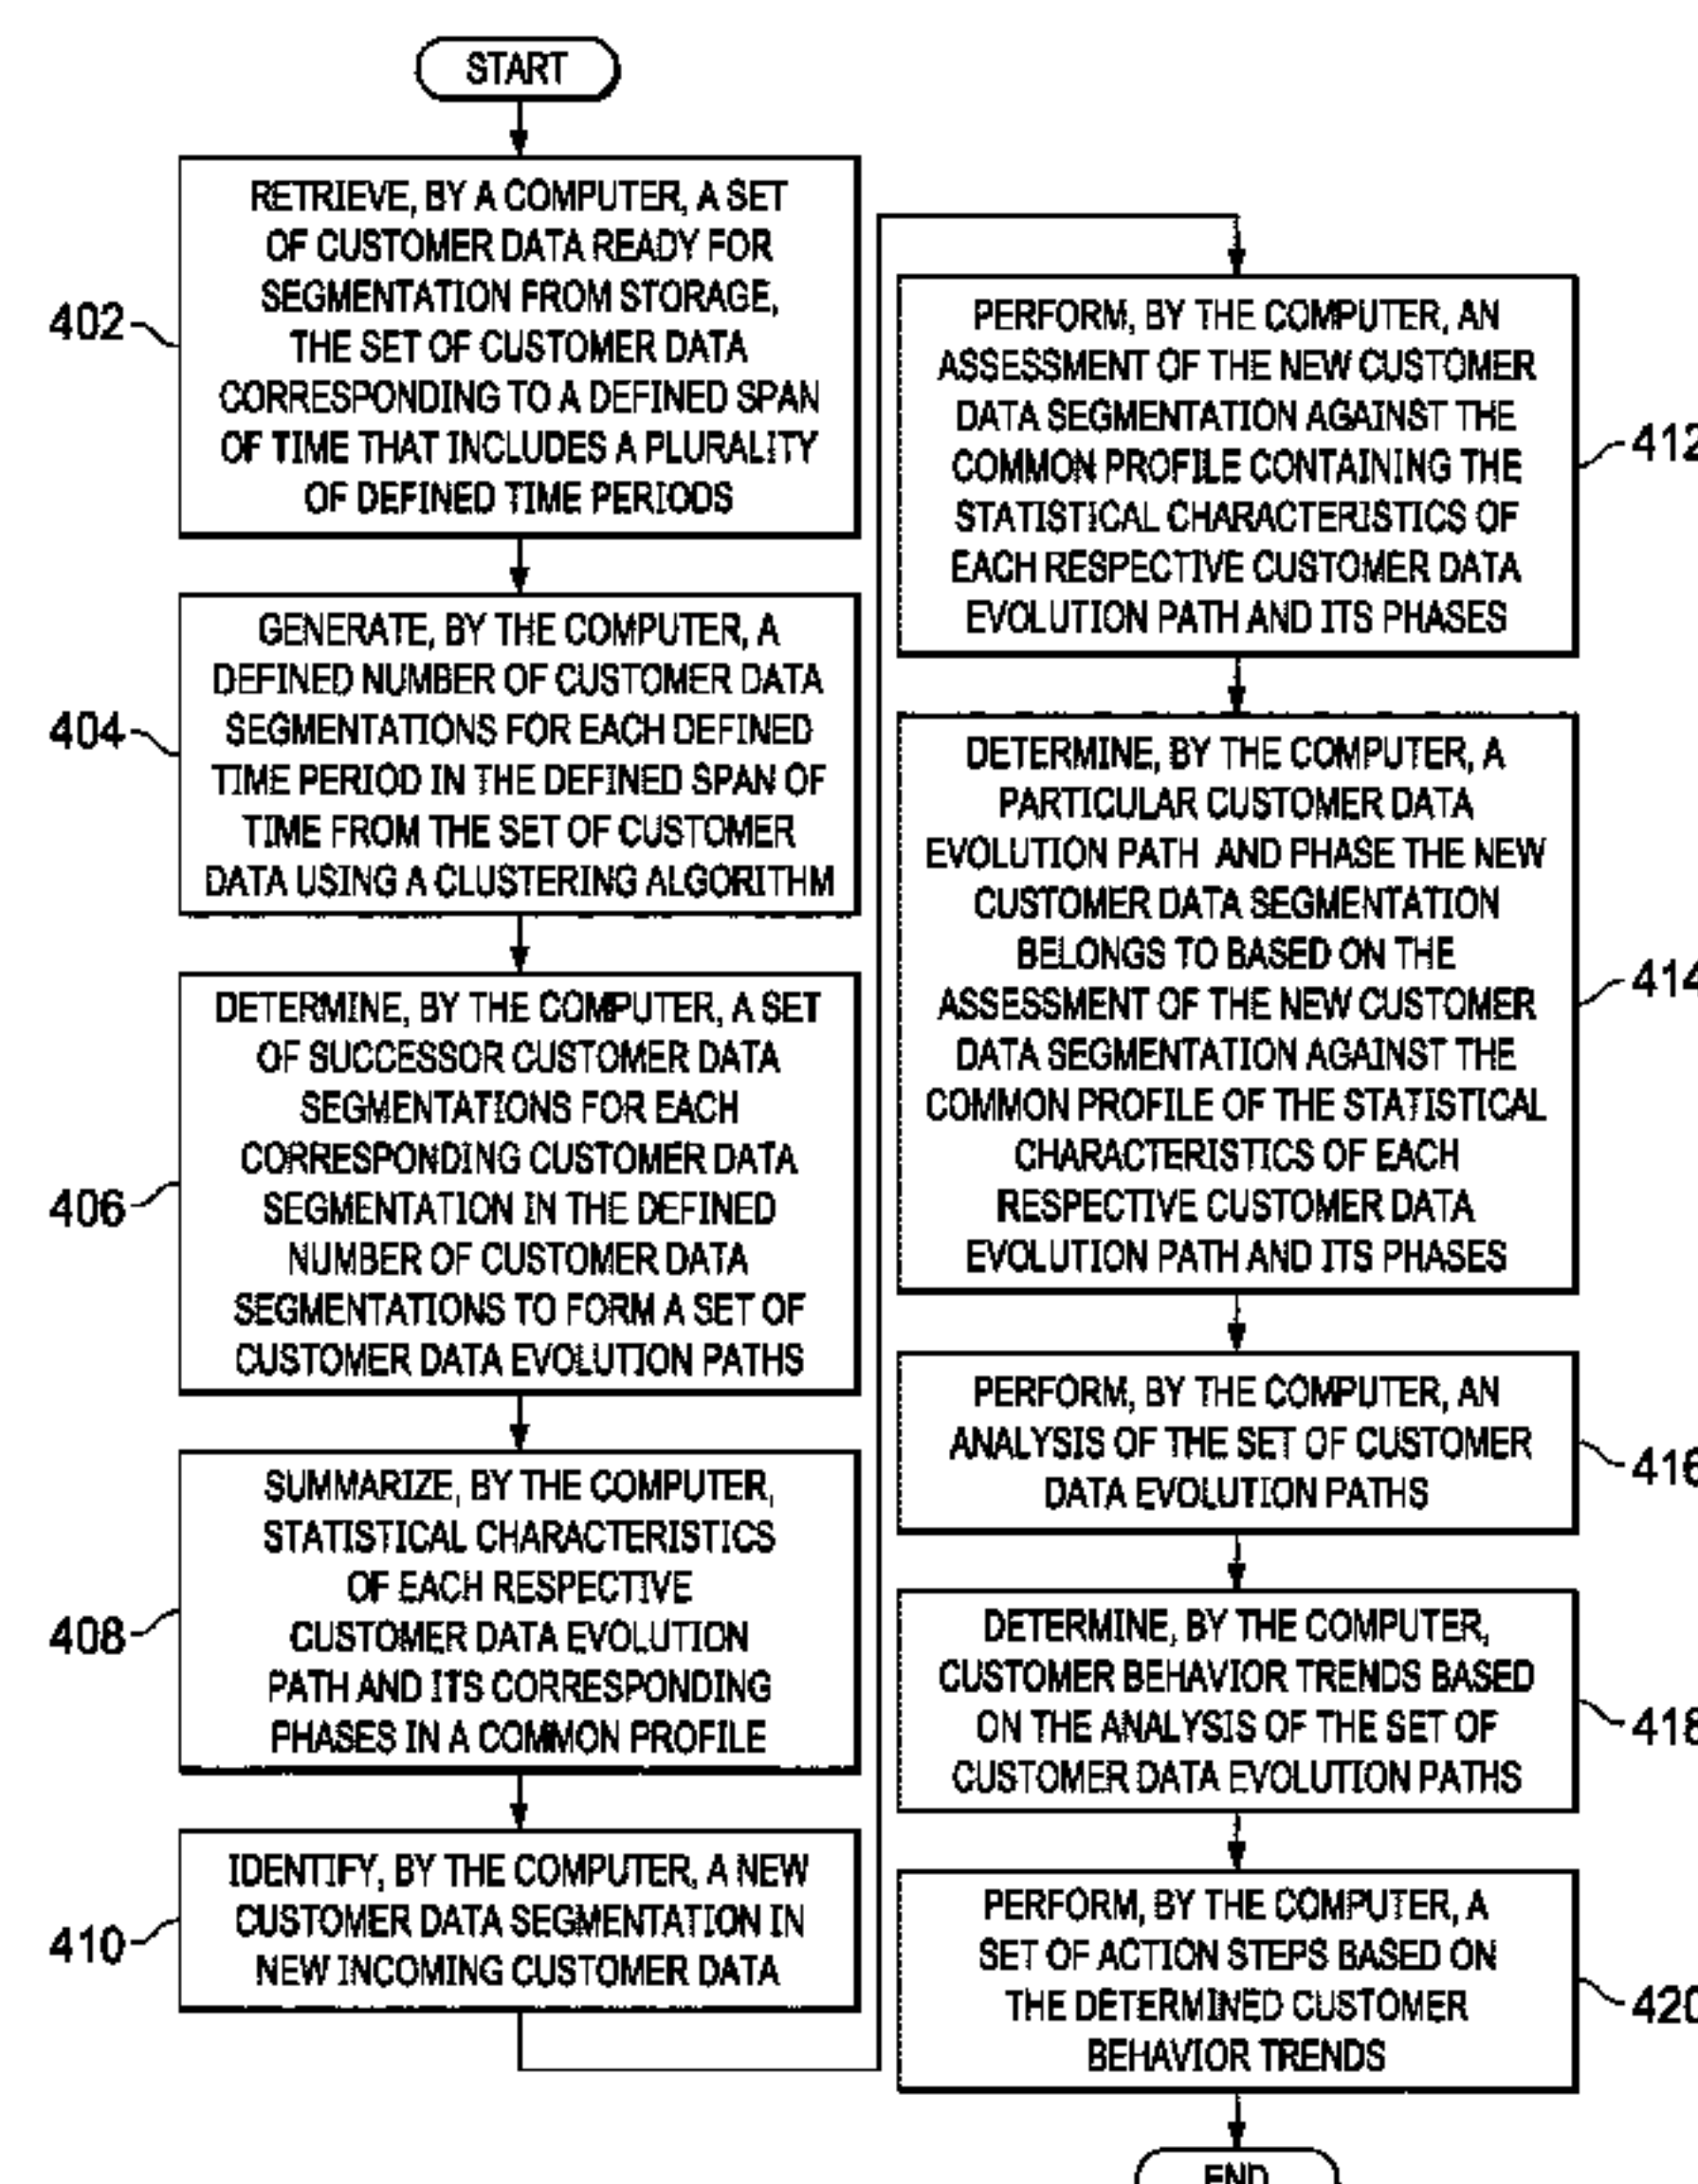 START
RETRIEVE, BY A COMPUTER, A SET
OF CUSTOMER DATA READY FOR
SEGMENTATION FROM STORAGE,
THE SET OF CUSTOMER DATA
CORRESPONDING TO A DEFINED SPAN
OF TIME THAT INCLUDES A PLURALITY
OF DEFINED TIME PERIODS
402
GENERATE, BY THE COMPUTER, A
DEFINED NUMBER OF CUSTOMER DATA
SEGMENTATIONS FOR EACH DEFINED
TIME PERIOD IN THE DEFINED SPAN OF
TIME FROM THE SET OF CUSTOMER
DATA USING A CLUSTERING ALGORITHM
404
DETERMINE, BY THE COMPUTER, A SET
OF SUCCESSOR CUSTOMER DATA
SEGMENTATIONS FOR EACH
CORRESPONDING CUSTOMER DATA
SEGMENTATION IN THE DEFINED
NUMBER OF CUSTOMER DATA
SEGMENTATIONS TO FORM A SET OF
CUSTOMER DATA EVOLUTION PATHS
406
SUMMARIZE, BY THE COMPUTER,
STATISTICAL CHARACTERISTICS
OF EACH RESPECTIVE
CUSTOMER DATA EVOLUTION
PATH AND ITS CORRESPONDING
PHASES IN A COMMON PROFILE
408
IDENTIFY, BY THE COMPUTER, A NEW
CUSTOMER DATA SEGMENTATION IN
NEW INCOMING CUSTOMER DATA
410
PERFORM, BY THE COMPUTER, AN
ASSESSMENT OF THE NEW CUSTOMER
DATA SEGMENTATION AGAINST THE
COMMON PROFILE CONTAINING THE
STATISTICAL CHARACTERISTICS OF
EACH RESPECTIVE CUSTOMER DATA
EVOLUTION PATH AND ITS PHASES
412
DETERMINE, BY THE COMPUTER, A
PARTICULAR CUSTOMER DATA
EVOLUTION PATH AND PHASE THE NEW
CUSTOMER DATA SEGMENTATION
BELONGS TO BASED ON THE
ASSESSMENT OF THE NEW CUSTOMER
DATA SEGMENTATION AGAINST THE
COMMON PROFILE OF THE STATISTICAL
CHARACTERISTICS OF EACH
RESPECTIVE CUSTOMER DATA
EVOLUTION PATH AND ITS PHASES
414
PERFORM, BY THE COMPUTER, AN
ANALYSIS OF THE SET OF CUSTOMER
DATA EVOLUTION PATHS
416
DETERMINE, BY THE COMPUTER,
CUSTOMER BEHAVIOR TRENDS BASED
ON THE ANALYSIS OF THE SET OF
CUSTOMER DATA EVOLUTION PATHS
418
PERFORM, BY THE COMPUTER, A
SET OF ACTION STEPS BASED ON
THE DETERMINED CUSTOMER
BEHAVIOR TRENDS
420
END